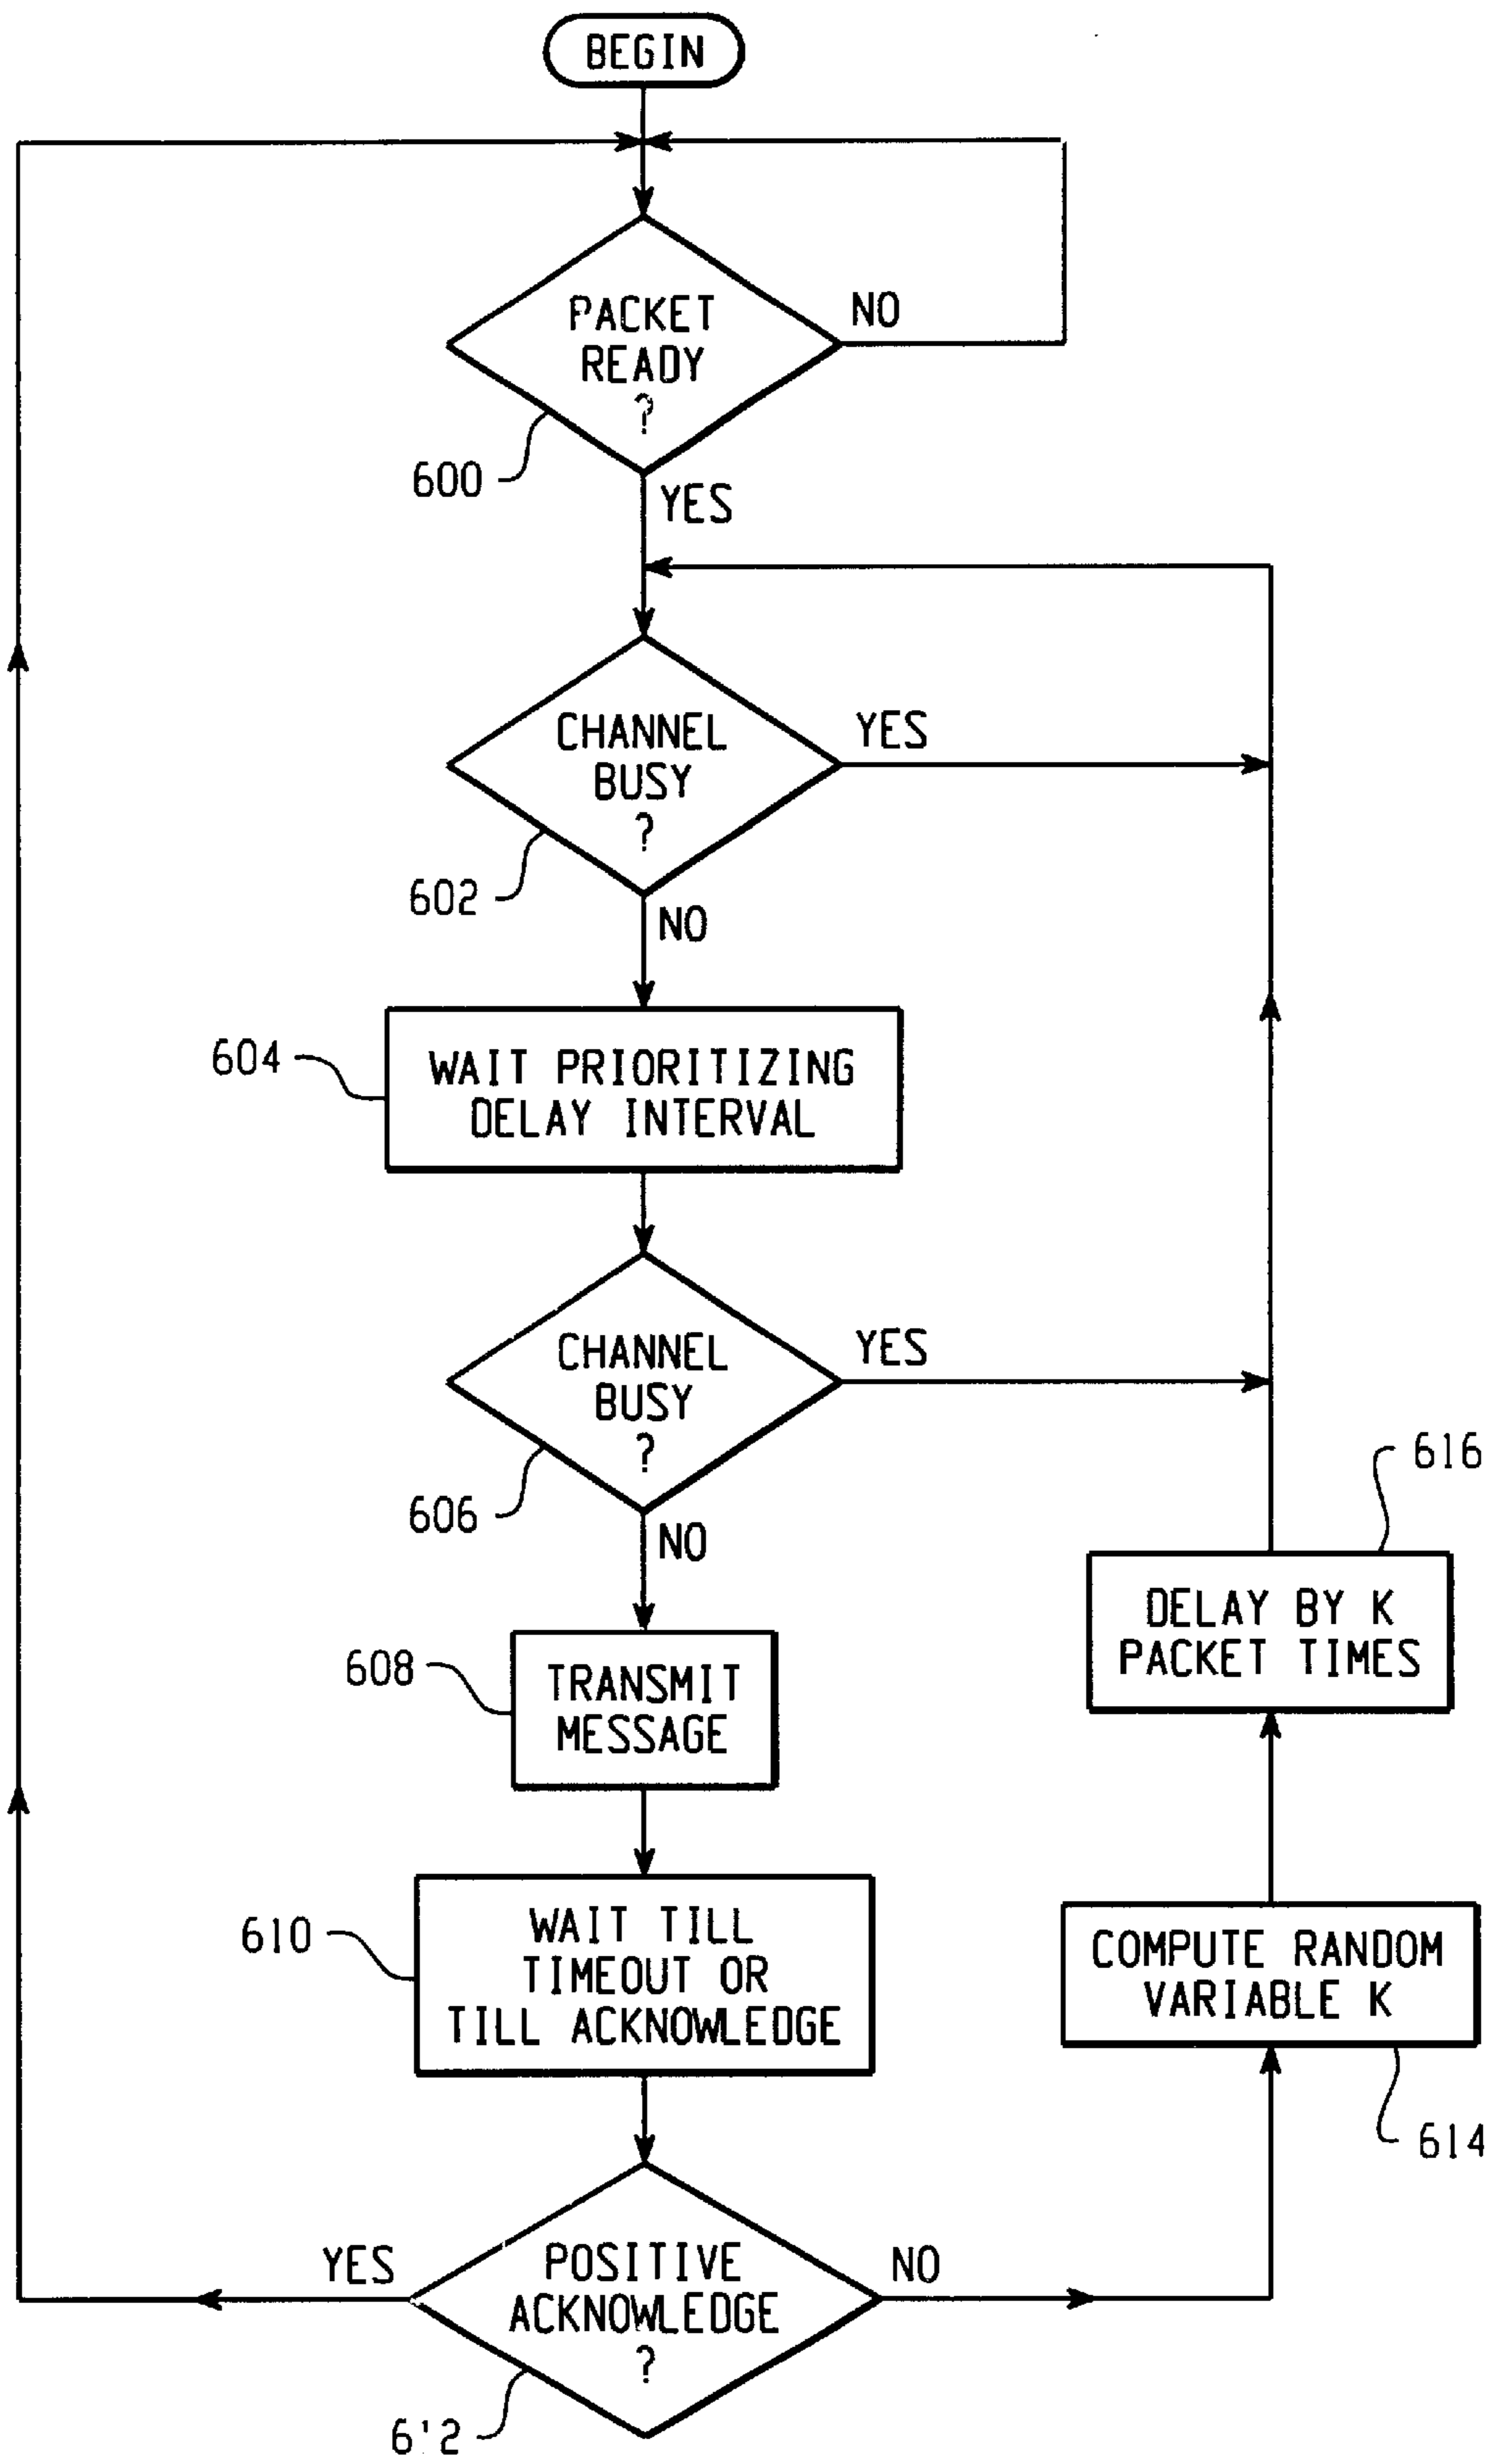 BEGIN
PACKET
READY
?
NO
600
YES
CHANNEL
BUSY
?
YES
602
NO
604
WAIT PRIORITIZING
DELAY INTERVAL
CHANNEL
BUSY
?
YES
606
NO
616
DELAY BY K
PACKET TIMES
608
TRANSMIT
MESSAGE
610
WAIT TILL
TIMEOUT OR
TILL ACKNOWLEDGE
COMPUTE RANDOM
VARIABLE K
614
YES
POSITIVE
ACKNOWLEDGE
?
NO
612